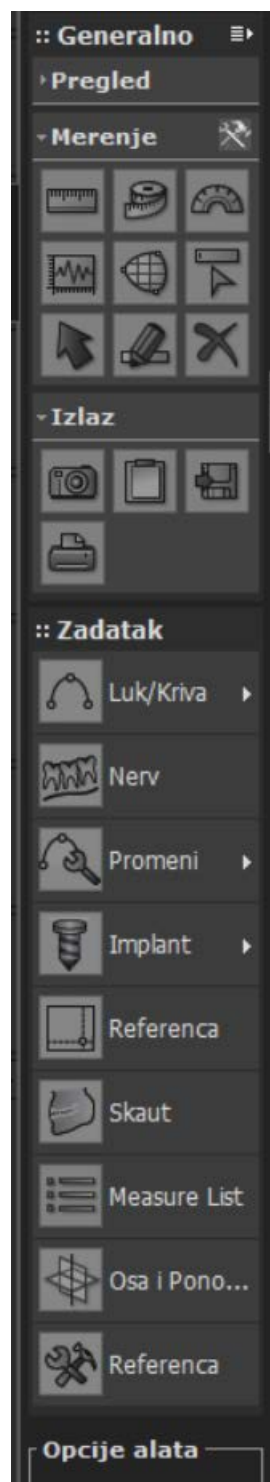 :: Generalno
Pregled
Merenje
Izlaz
:: Zadatak
Luk/Kriva
Nerv
Promeni
Implant
Referenca
Skaut
Measure List
Osa i Pono...
Referenca
Opcije alata